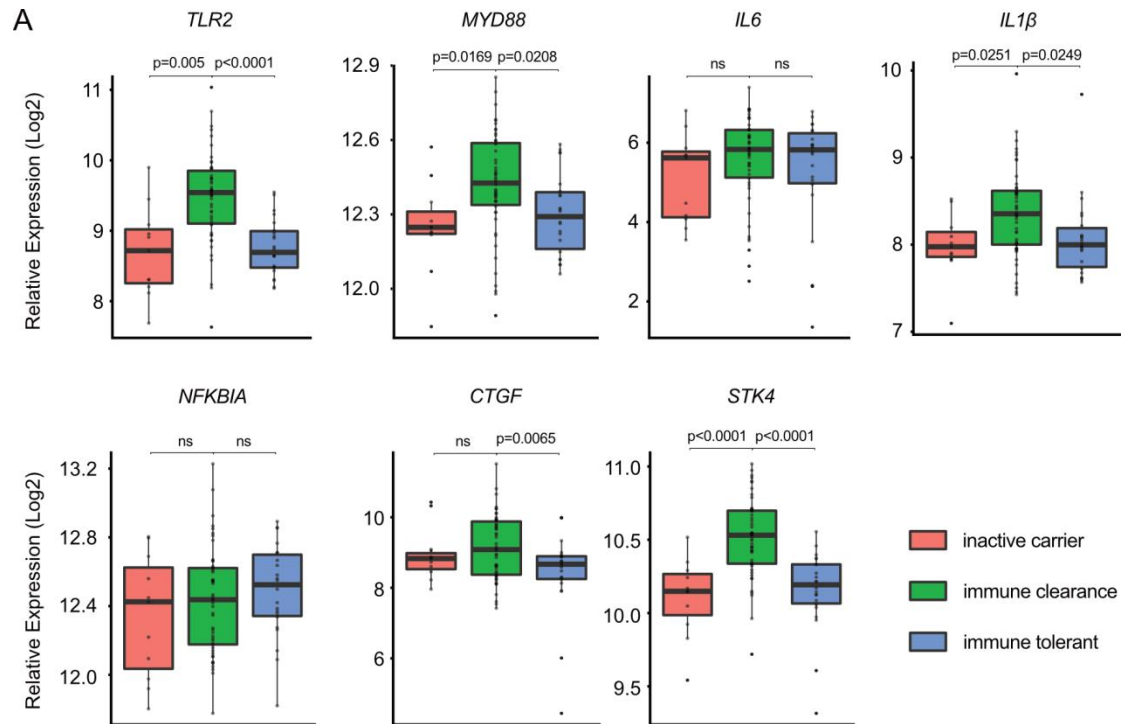 A
TLR2 MYD88 IL6 IL1β
p=0.005 p<0.0001 p=0.0169 p=0.0208 ns ns p=0.0251 p=0.0249
Relative Expression (Log2)
11
10
9
8
12.9
12.6
12.3
12.0
6
4
2
10
9
8
7
NFKBIA CTGF STK4
ns ns ns p=0.0065 p<0.0001 p<0.0001
Relative Expression (Log2)
13.2
12.8
12.4
12.0
10
8
6
11.0
10.5
10.0
9.5
inactive carrier
immune clearance
immune tolerant